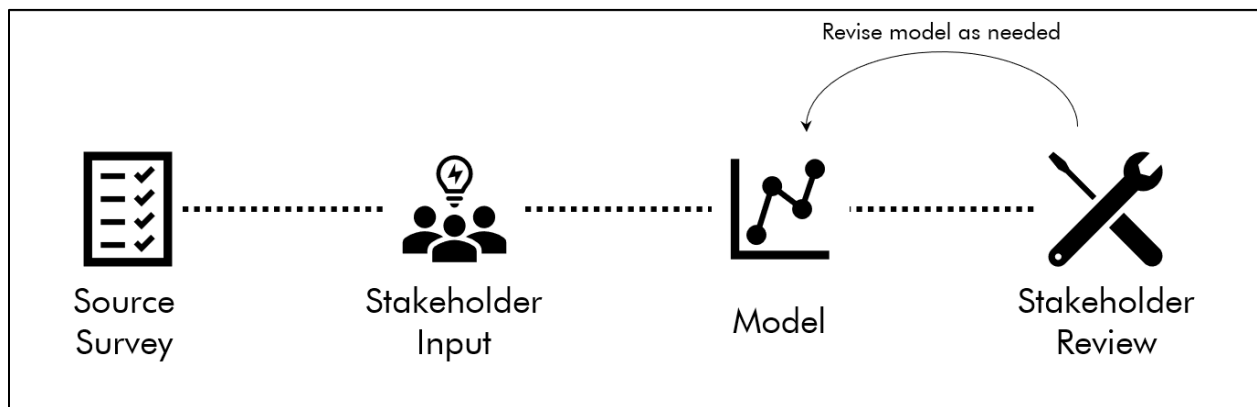 Revise model as needed
Source
Survey
Stakeholder
Input
Model
Stakeholder
Review